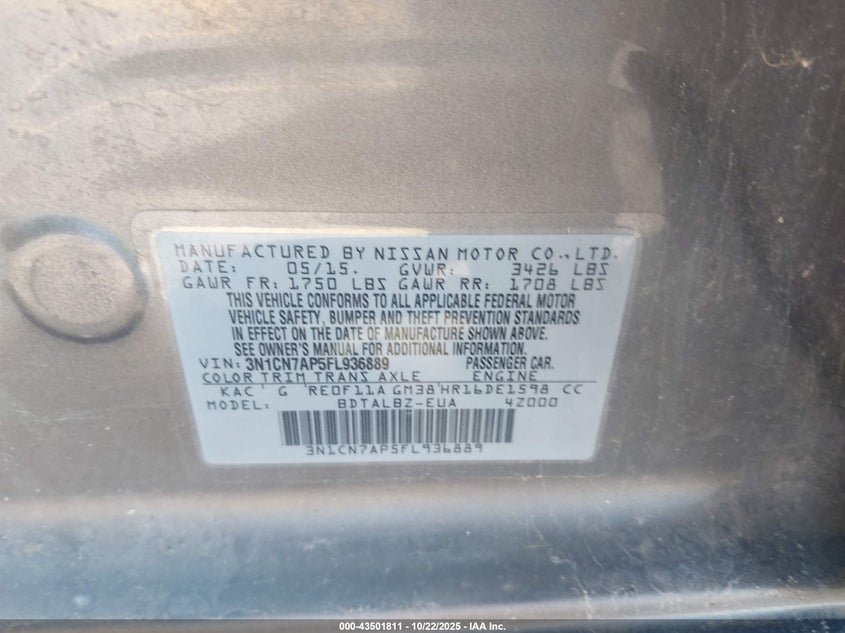 MANUFACTURED BY NISSAN MOTOR CO.,LTD.
DATE: 05/15. GVWR: 3426 LBS
GAWR FR: 1750 LBS GAWR RR: 1708 LBS
THIS VEHICLE CONFORMS TO ALL APPLICABLE FEDERAL MOTOR
VEHICLE SAFETY, BUMPER AND THEFT PREVENTION STANDARDS
IN EFFECT ON THE DATE OF MANUFACTURE SHOWN ABOVE.
SEE OWNER'S MANUAL FOR ADDITIONAL INFORMATION.
VIN: 3N1CN7AP5FL936889 PASSENGER CAR.
COLOR TRIM TRANS AXLE ENGINE
KAC' G 'RE0F11A GM38'HR16DE1598 CC
MODEL: BDTALBZ-EUA 42000
3N1CN7AP5FL936889
000-43501811 - 10/22/2025 - IAA Inc.